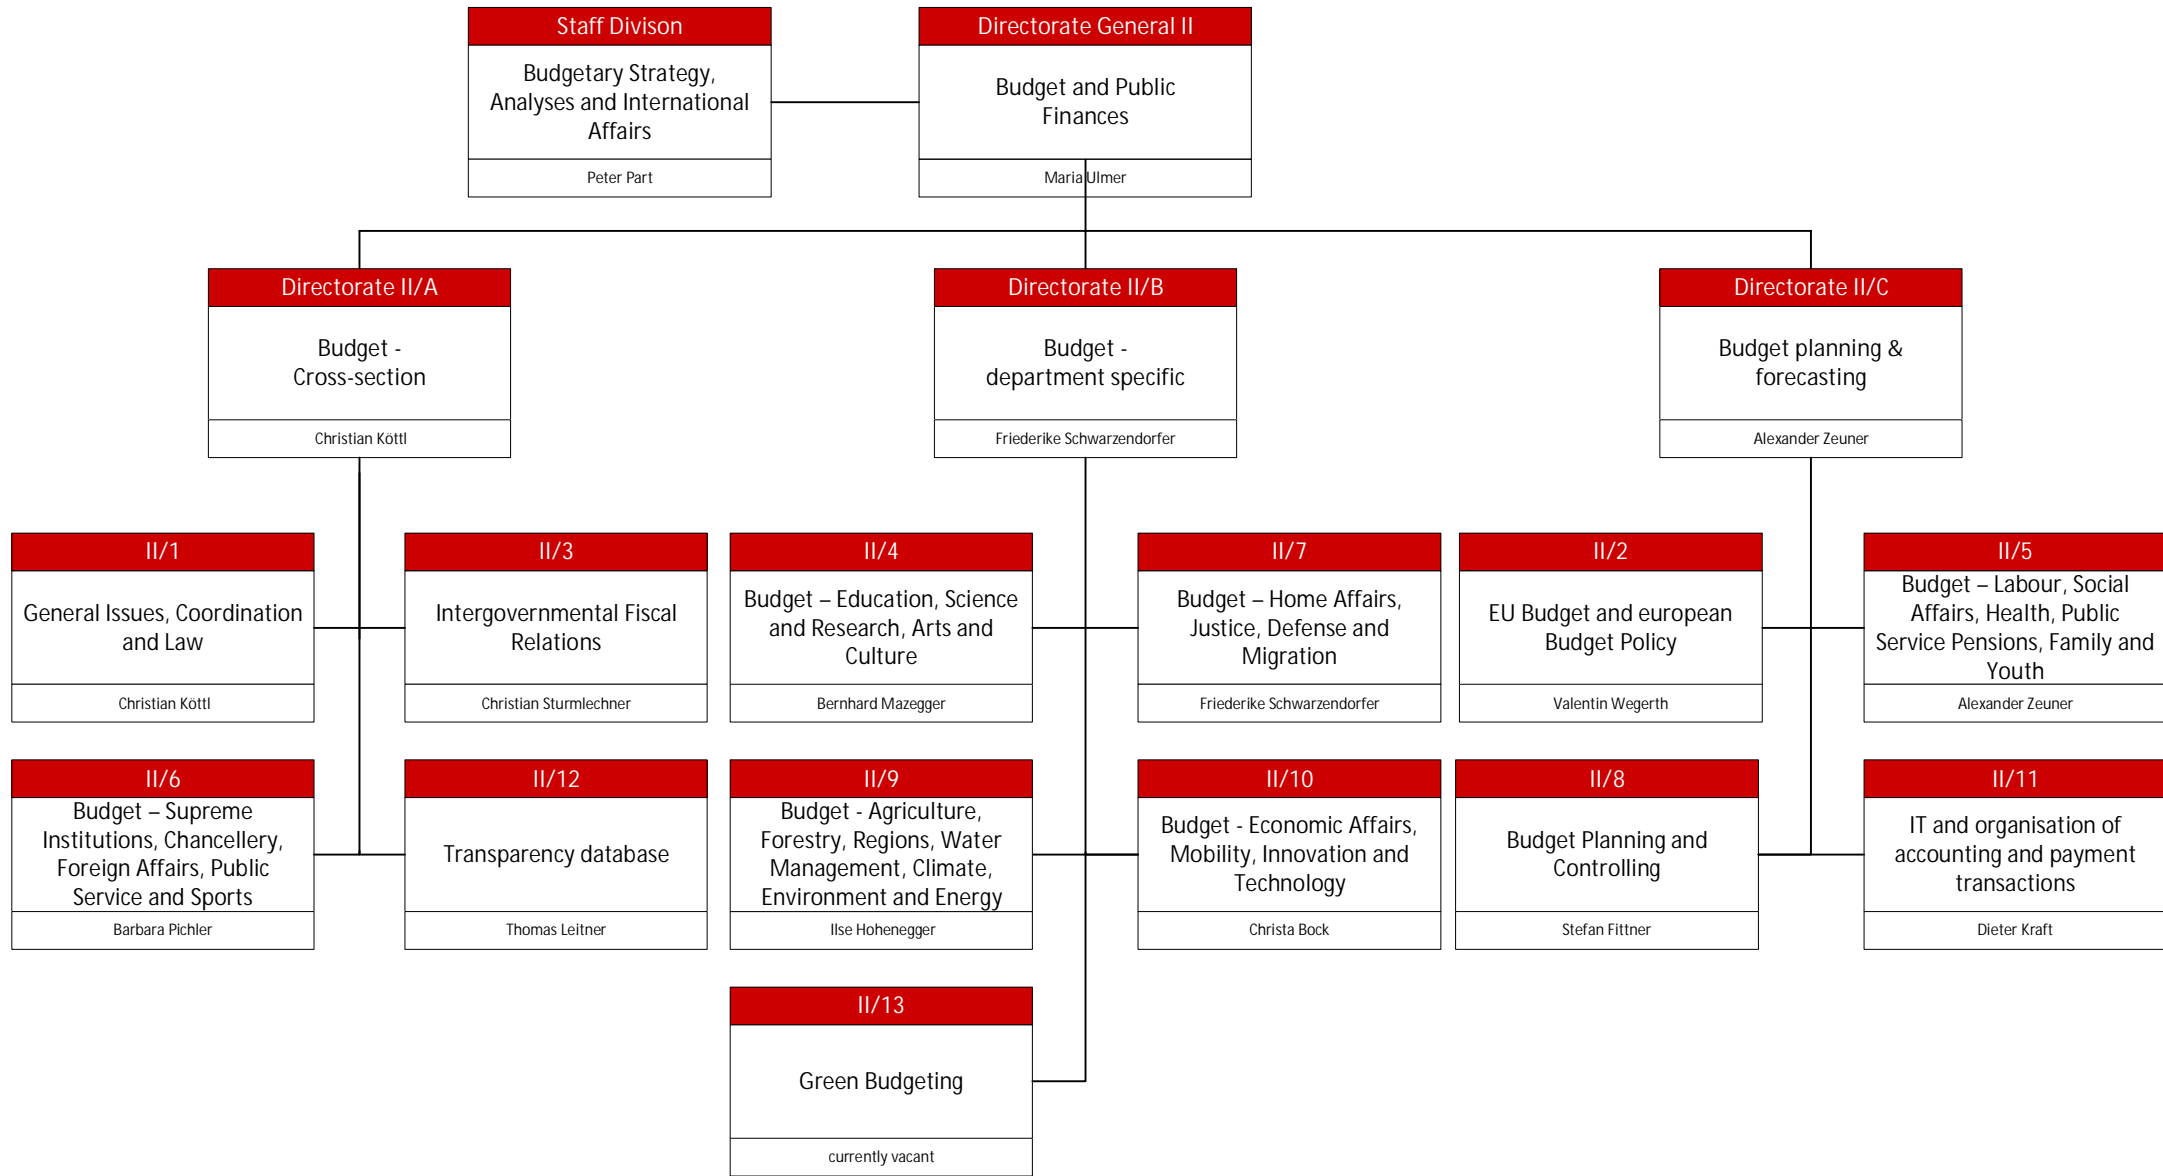 Staff Divison
Budgetary Strategy,
Analyses and International
Affairs
Peter Part
Directorate General II
Budget and Public
Finances
Maria Ulmer
Directorate II/A
Budget -
Cross-section
Christian Köttl
Directorate II/B
Budget -
department specific
Friederike Schwarzendorfer
Directorate II/C
Budget planning &
forecasting
Alexander Zeuner
II/1
General Issues, Coordination
and Law
Christian Köttl
II/3
Intergovernmental Fiscal
Relations
Christian Sturmlechner
II/4
Budget – Education, Science
and Research, Arts and
Culture
Bernhard Mazegger
II/7
Budget – Home Affairs,
Justice, Defense and
Migration
Friederike Schwarzendorfer
II/2
EU Budget and european
Budget Policy
Valentin Wegerth
II/5
Budget – Labour, Social
Affairs, Health, Public
Service Pensions, Family and
Youth
Alexander Zeuner
II/6
Budget – Supreme
Institutions, Chancellery,
Foreign Affairs, Public
Service and Sports
Barbara Pichler
II/12
Transparency database
Thomas Leitner
II/9
Budget - Agriculture,
Forestry, Regions, Water
Management, Climate,
Environment and Energy
Ilse Hohenegger
II/10
Budget - Economic Affairs,
Mobility, Innovation and
Technology
Christa Bock
II/8
Budget Planning and
Controlling
Stefan Fittner
II/11
IT and organisation of
accounting and payment
transactions
Dieter Kraft
II/13
Green Budgeting
currently vacant